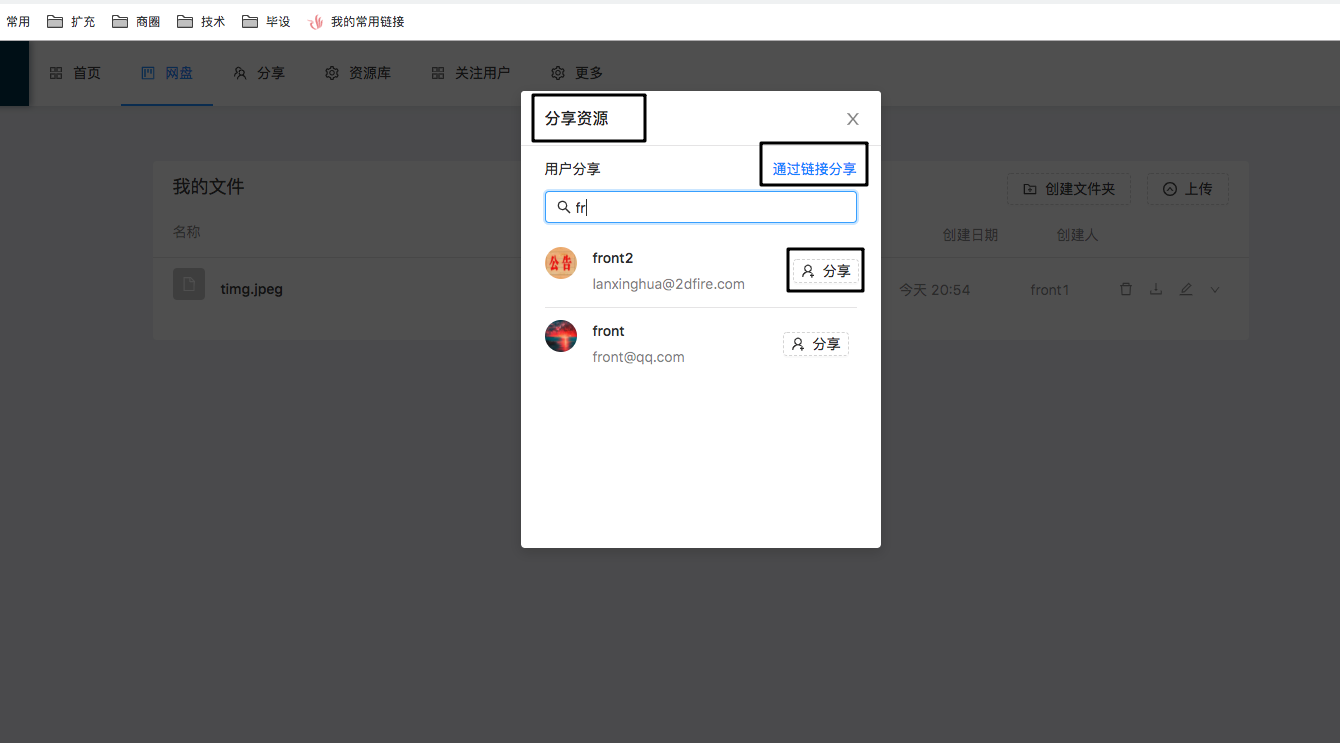 常用 扩充 商圈 技术 毕设 我的常用链接
首页 网盘 分享 资源库 关注用户 更多
分享资源 X
用户分享 通过链接分享
fr
我的文件 创建文件夹 上传
名称 创建日期 创建人
公告 front2 分享
lanxinghua@2dfire.com
timg.jpeg 今天 20:54 front1
front 分享
front@qq.com